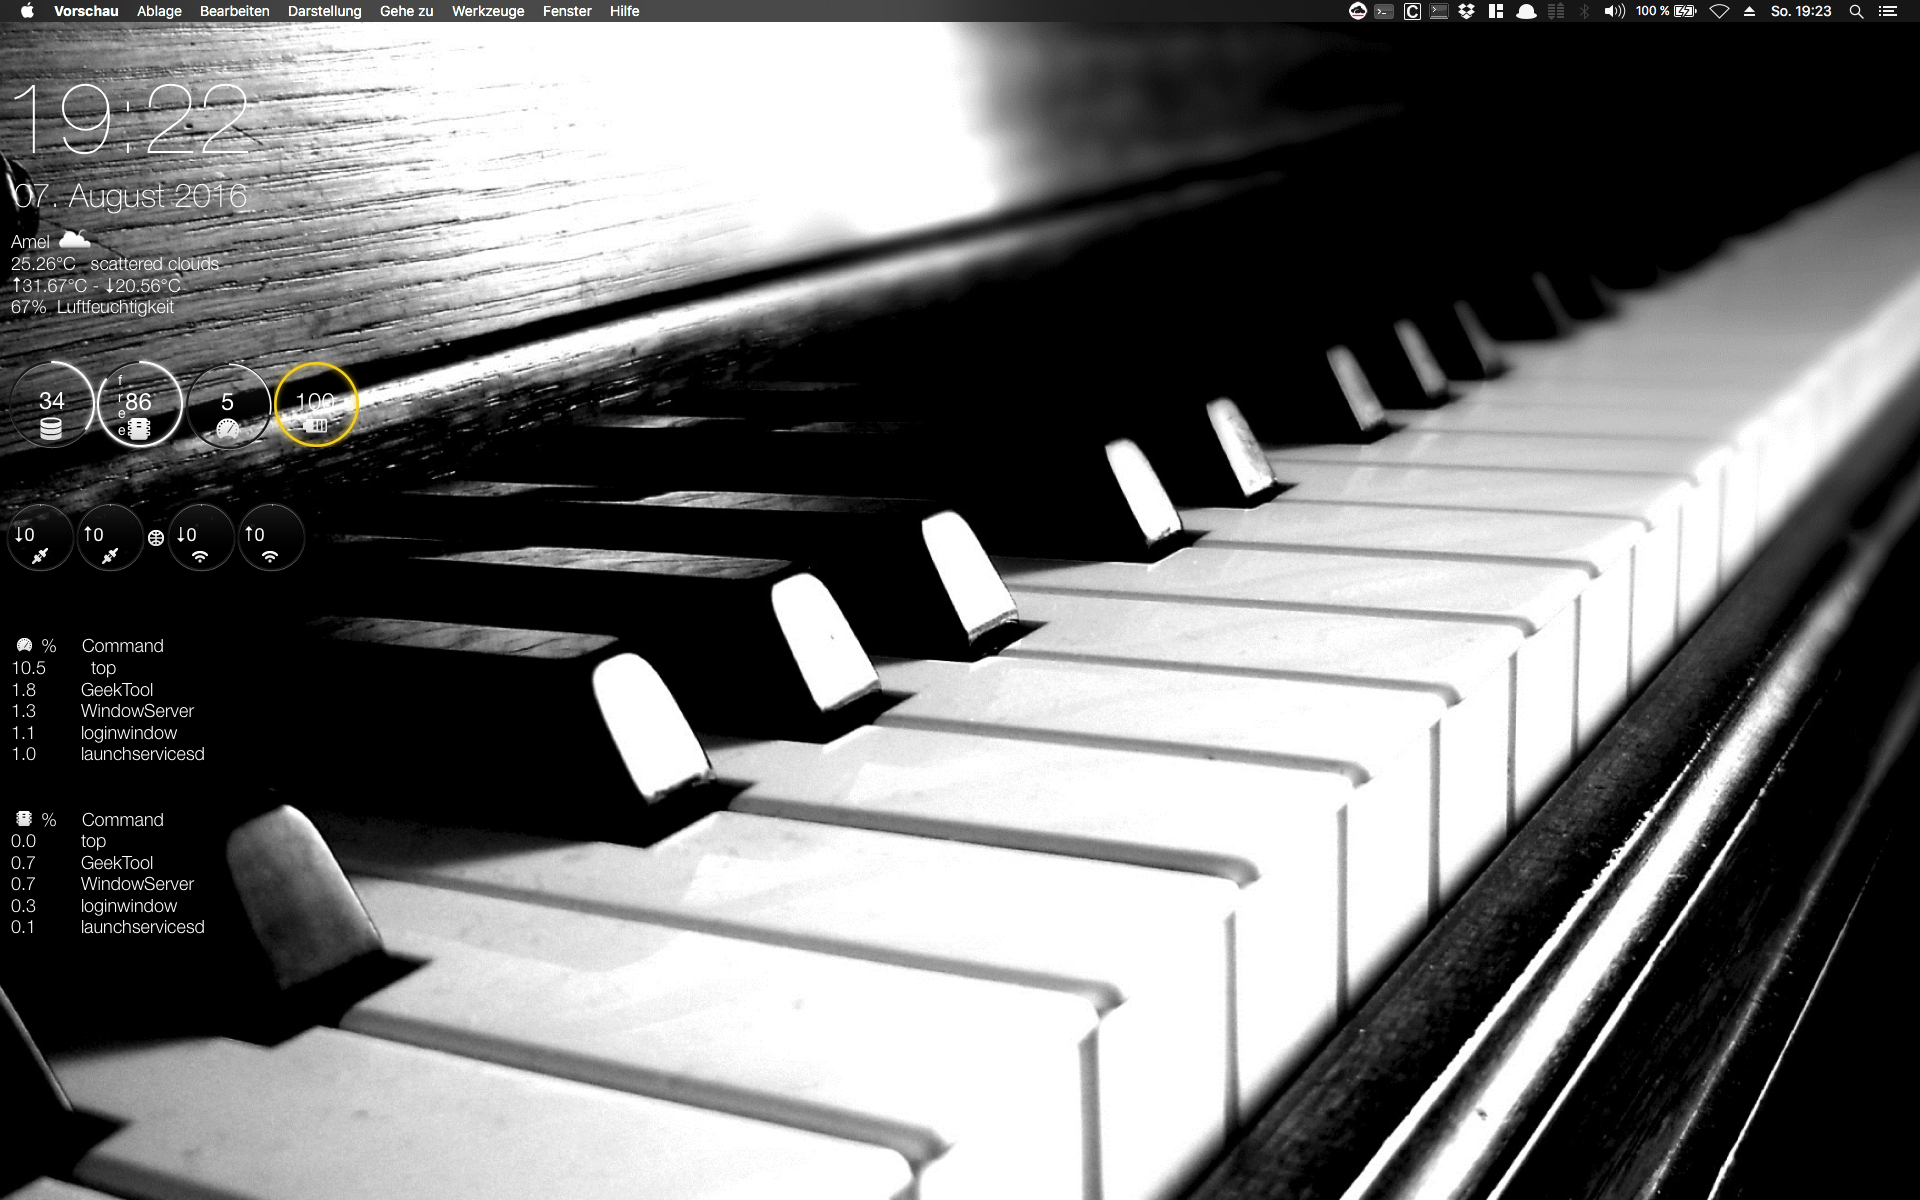 Vorschau Ablage Bearbeiten Darstellung Gehe zu Werkzeuge Fenster Hilfe 100 % So. 19:23
19:22
07. August 2016
Amel
25.26°C scattered clouds
↑31.67°C - ↓20.56°C
67% Luftfeuchtigkeit
34 free 86 5 100
↓0 ↑0 ↓0 ↑0
% Command
10.5 top
1.8 GeekTool
1.3 WindowServer
1.1 loginwindow
1.0 launchservicesd
% Command
0.0 top
0.7 GeekTool
0.7 WindowServer
0.3 loginwindow
0.1 launchservicesd